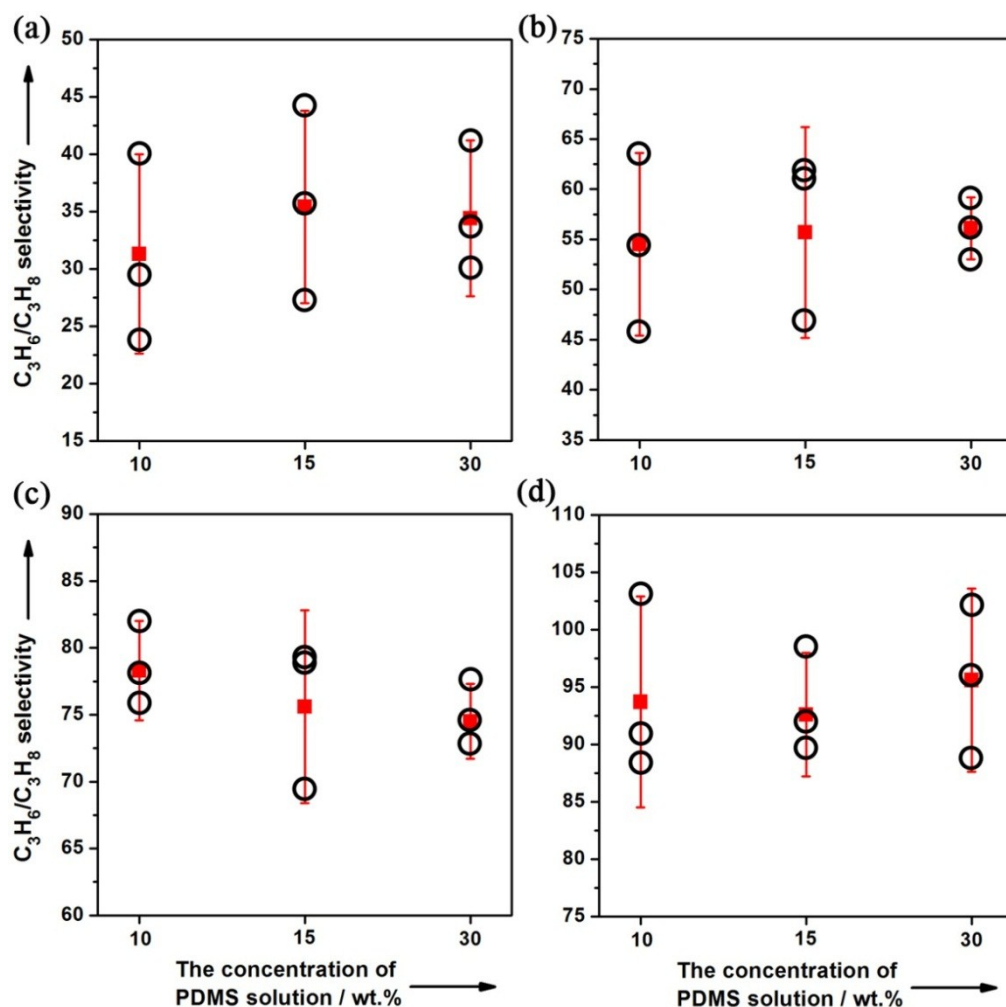 (a)
50
45
40
35
30
25
20
15
C₃H₆/C₃H₈ selectivity
10 15 30
(b)
75
70
65
60
55
50
45
40
35
10 15 30
(c)
90
85
80
75
70
65
60
C₃H₆/C₃H₈ selectivity
10 15 30
The concentration of
PDMS solution / wt.%
(d)
110
105
100
95
90
85
80
75
10 15 30
The concentration of
PDMS solution / wt.%